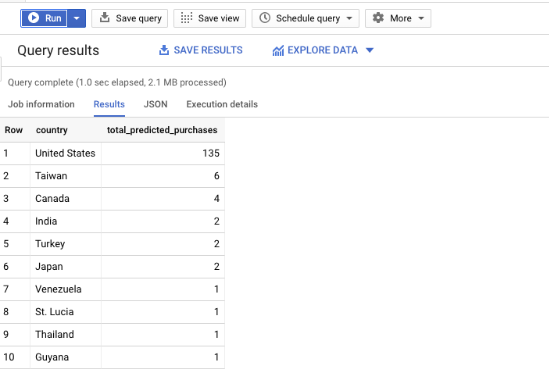 Run Save query Save view Schedule query More
Query results SAVE RESULTS EXPLORE DATA
Query complete (1.0 sec elapsed, 2.1 MB processed)
Job information Results JSON Execution details
Row country total_predicted_purchases
1 United States 135
2 Taiwan 6
3 Canada 4
4 India 2
5 Turkey 2
6 Japan 2
7 Venezuela 1
8 St. Lucia 1
9 Thailand 1
10 Guyana 1